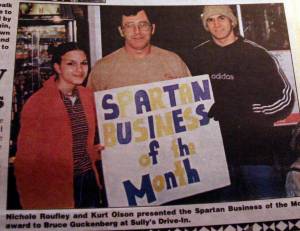 adidas
SPARTAN
BUSINESS
of the
Month
Nichole Roufley and Kurt Olson presented the Spartan Business of the Mo
award to Bruce Guckenberg at Sully's Drive-In.